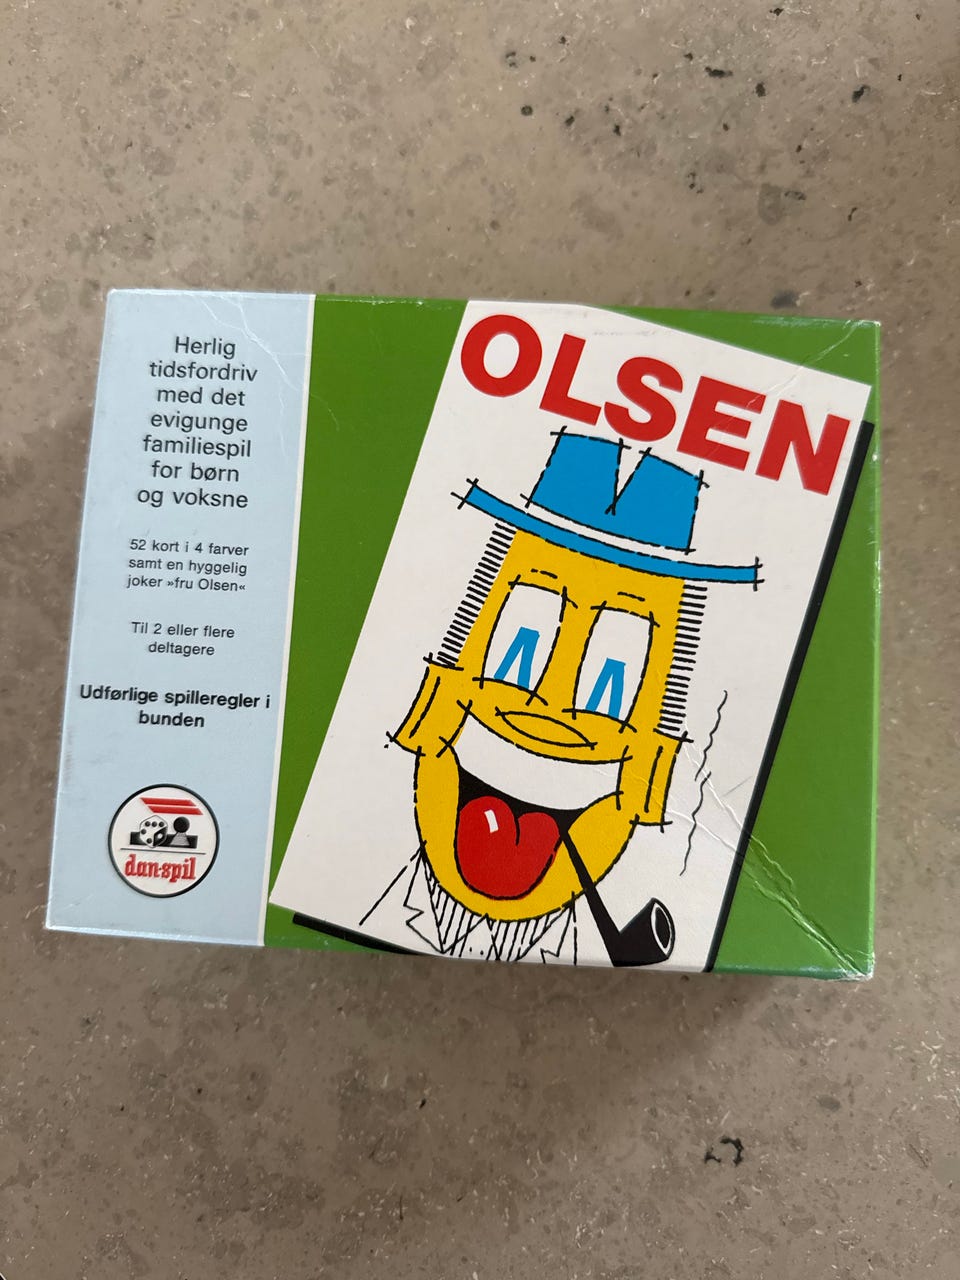 Herlig
tidsfordriv
med det
evigunge
familiespil
for børn
og voksne
52 kort i 4 farver
samt en hyggelig
joker »fru Olsen«
Til 2 eller flere
deltagere
Udførlige spilleregler i
bunden
dan-spil
OLSEN